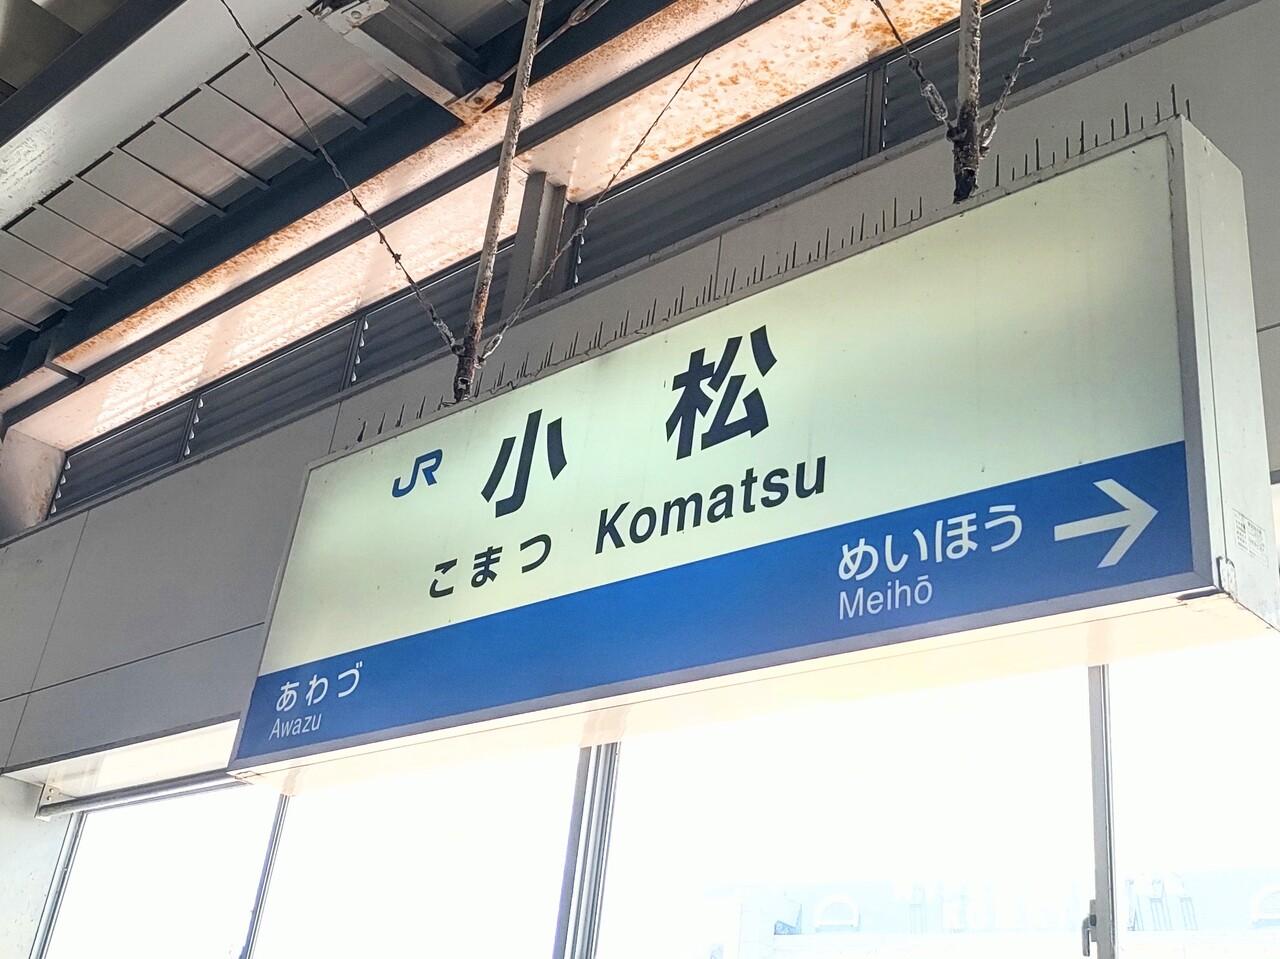 JR 小松
こまつ Komatsu
めいほう →
Meihō
あわづ
Awazu